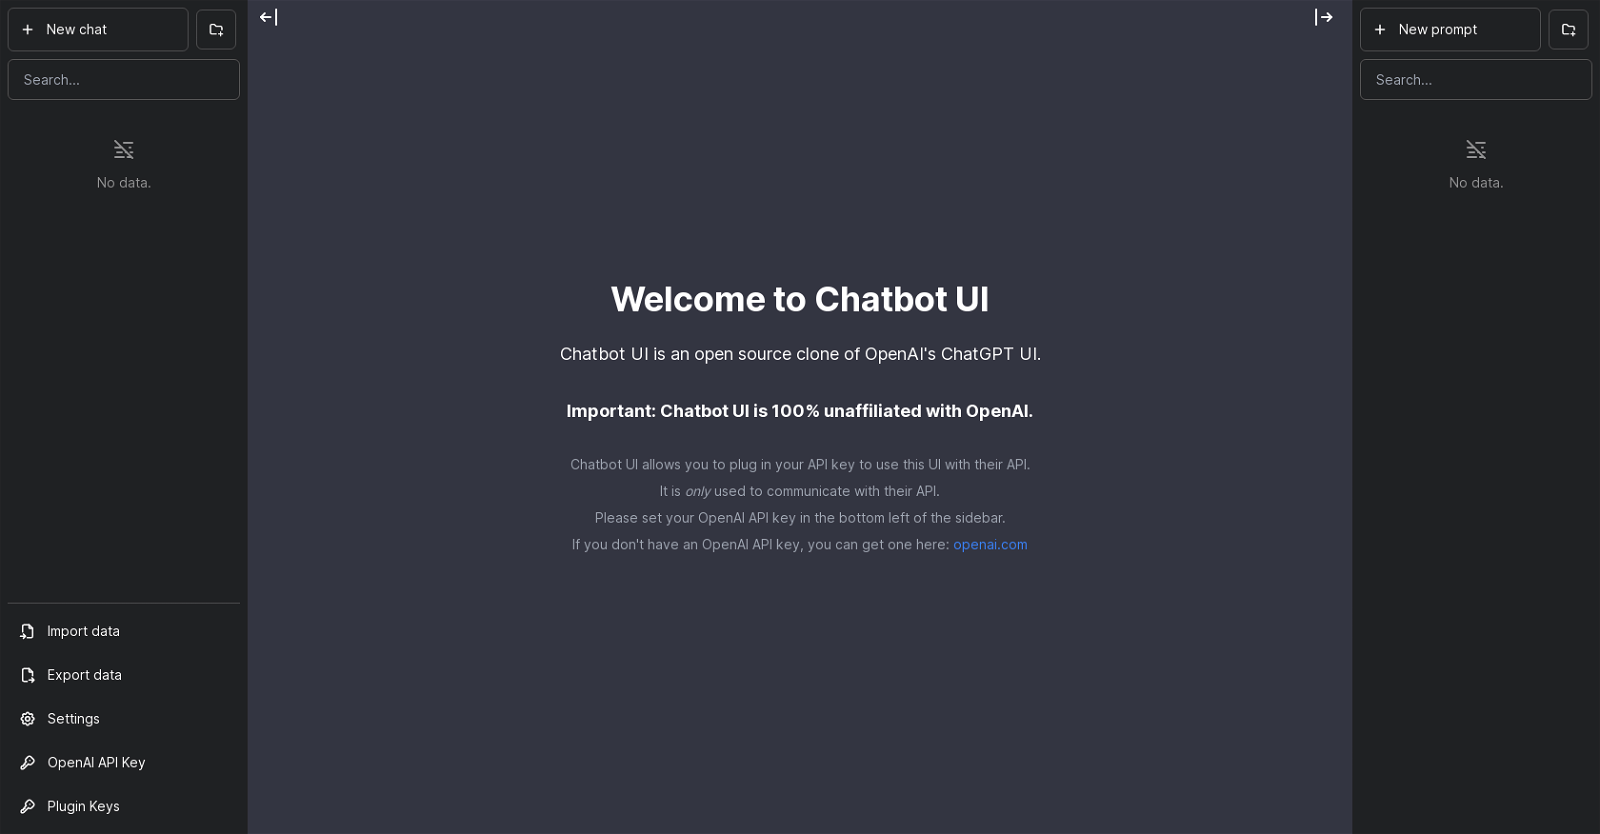 New chat
Search...
No data.
Import data
Export data
Settings
OpenAI API Key
Plugin Keys
Welcome to Chatbot UI
Chatbot UI is an open source clone of OpenAI's ChatGPT UI.
Important: Chatbot UI is 100% unaffiliated with OpenAI.
Chatbot UI allows you to plug in your API key to use this UI with their API.
It is only used to communicate with their API.
Please set your OpenAI API key in the bottom left of the sidebar.
If you don't have an OpenAI API key, you can get one here: openai.com
New prompt
Search...
No data.